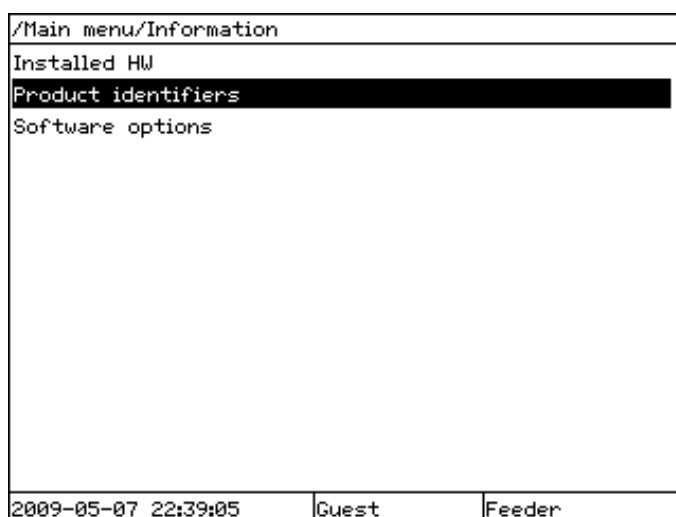 /Main menu/Information
Installed HW
Product identifiers
Software options
2009-05-07 22:39:05 Guest Feeder